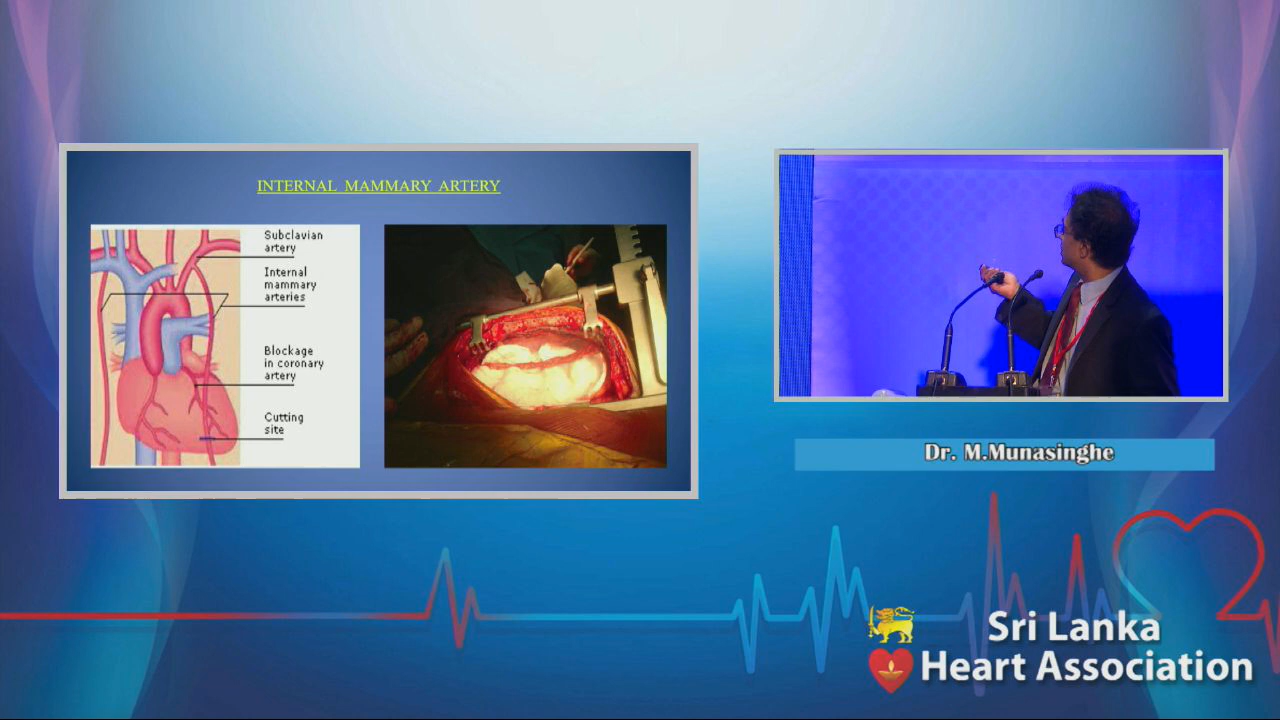 INTERNAL MAMMARY ARTERY
Subclavian
artery
Internal
mammary
arteries
Blockage
in coronary
artery
Cutting
site
Dr. M.Munasinghe
Sri Lanka
Heart Association